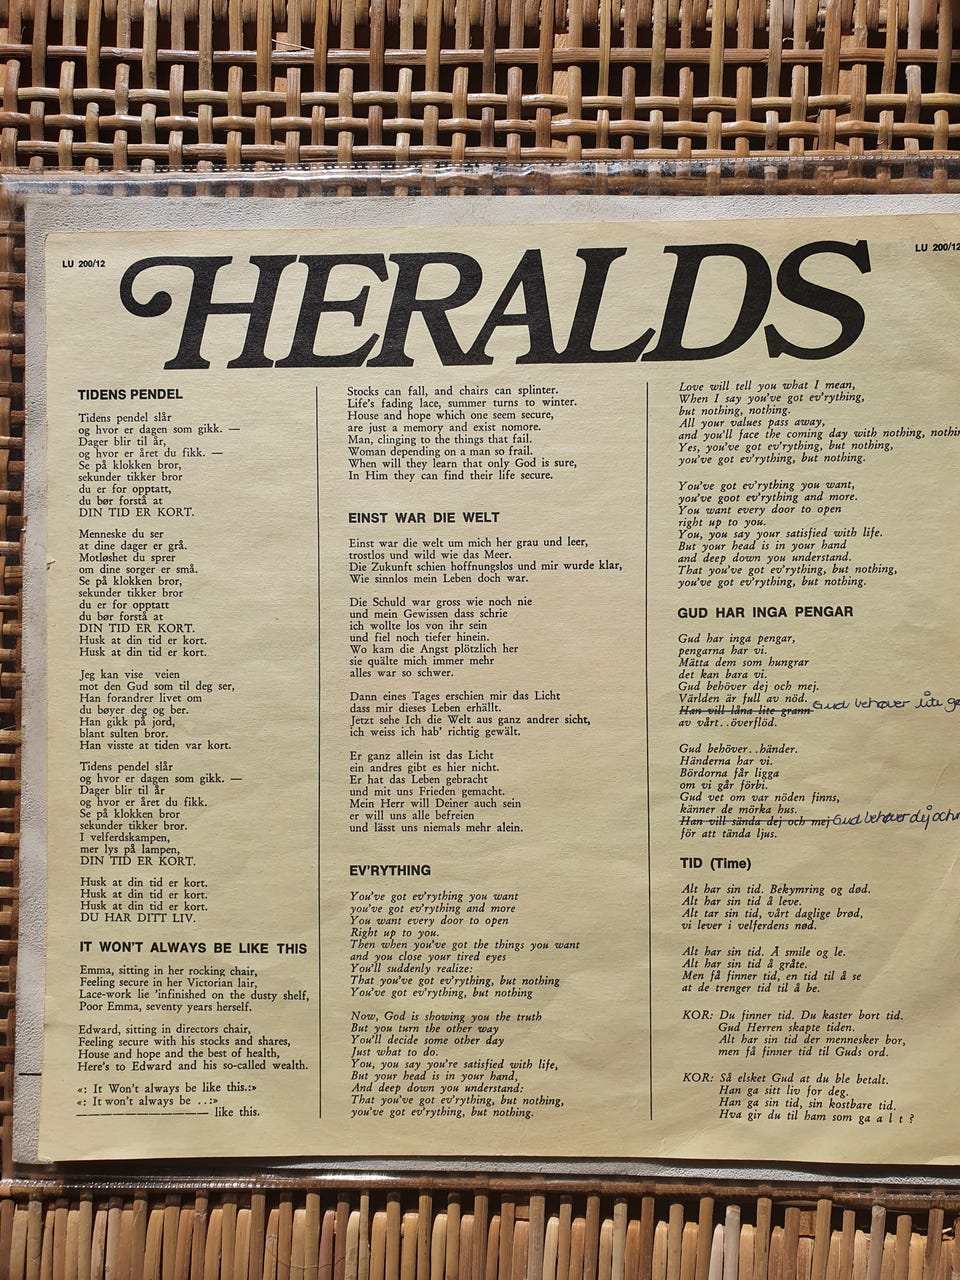 LU 200/12
HERALDS
LU 200/12
TIDENS PENDEL
Tidens pendel slår
og hvor er dagen som gikk. —
Dager blir til år,
og hvor er året du fikk. —
Se på klokken bror,
sekunder tikker bror
du er for opptatt,
du bør forstå at
DIN TID ER KORT.
Menneske du ser
at dine dager er grå.
Motløshet du sprer
om dine sorger er små.
Se på klokken bror,
sekunder tikker bror
du er for opptatt
du bør forstå at
DIN TID ER KORT.
Husk at din tid er kort.
Husk at din tid er kort.
Jeg kan vise veien
mot den Gud som til deg ser,
Han forandrer livet om
du bøyer deg og ber.
Han gikk på jord,
blant sulten bror.
Han visste at tiden var kort.
Tidens pendel slår
og hvor er dagen som gikk. —
Dager blir til år
og hvor er året du fikk.
Se på klokken bror
sekunder tikker bror.
I velferdskampen,
mer lys på lampen,
DIN TID ER KORT.
Husk at din tid er kort.
Husk at din tid er kort.
Husk at din tid er kort.
DU HAR DITT LIV.
IT WON'T ALWAYS BE LIKE THIS
Emma, sitting in her rocking chair,
Feeling secure in her Victorian lair,
Lace-work lie 'infinished on the dusty shelf,
Poor Emma, seventy years herself.
Edward, sitting in directors chair,
Feeling secure with his stocks and shares,
House and hope and the best of health,
Here's to Edward and his so-called wealth.
«: It Won't always be like this.:»
«: It won't always be ..:»
—————————— like this.
Stocks can fall, and chairs can splinter.
Life's fading lace, summer turns to winter.
House and hope which one seem secure,
are just a memory and exist nomore.
Man, clinging to the things that fail.
Woman depending on a man so frail.
When will they learn that only God is sure,
In Him they can find their life secure.
EINST WAR DIE WELT
Einst war die welt um mich her grau und leer,
trostlos und wild wie das Meer.
Die Zukunft schien hoffnungslos und mir wurde klar,
Wie sinnlos mein Leben doch war.
Die Schuld war gross wie noch nie
und mein Gewissen dass schrie
ich wollte los von ihr sein
und fiel noch tiefer hinein.
Wo kam die Angst plötzlich her
sie quälte mich immer mehr
alles war so schwer.
Dann eines Tages erschien mir das Licht
dass mir dieses Leben erhällt.
Jetzt sehe Ich die Welt aus ganz andrer sicht,
ich weiss ich hab' richtig gewält.
Er ganz allein ist das Licht
ein andres gibt es hier nicht.
Er hat das Leben gebracht
und mit uns Frieden gemacht.
Mein Herr will Deiner auch sein
er will uns alle befreien
und lässt uns niemals mehr alein.
EV'RYTHING
You've got ev'rything you want
you've got ev'rything and more
You want every door to open
Right up to you.
Then when you've got the things you want
and you close your tired eyes
You'll suddenly realize:
That you've got ev'rything, but nothing
You've got ev'rything, but nothing
Now, God is showing you the truth
But you turn the other way
You'll decide some other day
Just what to do.
You, you say you're satisfied with life,
But your head is in your hand,
And deep down you understand:
That you've got ev'rything, but nothing,
you've got ev'rything, but nothing.
Love will tell you what I mean,
When I say you've got ev'rything,
but nothing, nothing.
All your values pass away,
and you'll face the coming day with nothing, nothin
Yes, you've got ev'rything, but nothing,
you've got ev'rything, but nothing.
You've got ev'rything you want,
you've goot ev'rything and more.
You want every door to open
right up to you.
You, you say your satisfied with life.
But your head is in your hand
and deep down you understand.
That you've got ev'rything, but nothing,
you've got ev'rything, but nothing.
GUD HAR INGA PENGAR
Gud har inga pengar,
pengarna har vi.
Mätta dem som hungrar
det kan bara vi.
Gud behöver dej och mej.
Världen är full av nöd.
Han vill låna lite grann Gud behöver lite
av vårt..överflöd.
Gud behöver..händer.
Händerna har vi.
Bördorna får ligga
om vi går förbi.
Gud vet om var nöden finns,
känner de mörka hus.
Han vill sända dej och mej Gud behöver dej och
för att tända ljus.
TID (Time)
Alt har sin tid. Bekymring og død.
Alt har sin tid å leve.
Alt tar sin tid, vårt daglige brød,
vi lever i velferdens nød.
Alt har sin tid. Å smile og le.
Alt har sin tid å gråte.
Men få finner tid, en tid til å se
at de trenger tid til å be.
KOR: Du finner tid. Du kaster bort tid.
Gud Herren skapte tiden.
Alt har sin tid der mennesker bor,
men få finner tid til Guds ord.
KOR: Så elsket Gud at du ble betalt.
Han ga sitt liv for deg.
Han ga sin tid, sin kostbare tid.
Hva gir du til ham som ga a l t ?